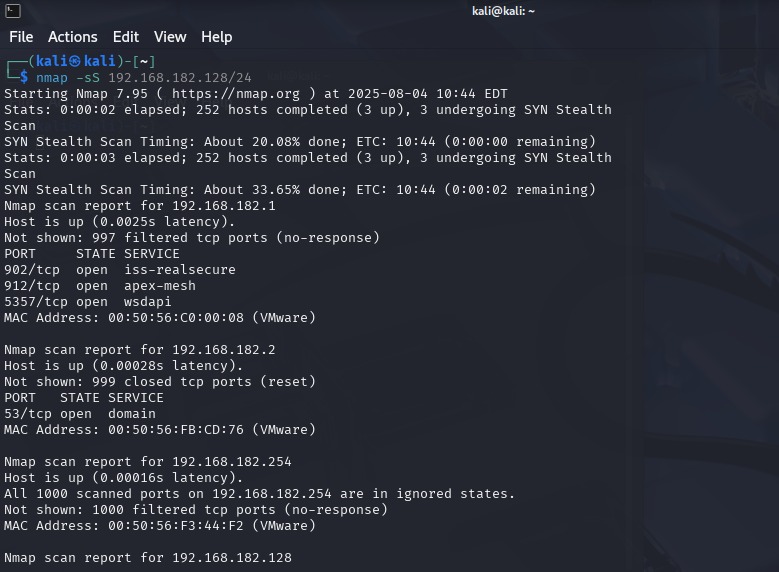 kali@kali: ~
File Actions Edit View Help
┌──(kali㉿kali)-[~]
└─$ nmap -sS 192.168.182.128/24
Starting Nmap 7.95 ( https://nmap.org ) at 2025-08-04 10:44 EDT
Stats: 0:00:02 elapsed; 252 hosts completed (3 up), 3 undergoing SYN Stealth
Scan
SYN Stealth Scan Timing: About 20.08% done; ETC: 10:44 (0:00:00 remaining)
Stats: 0:00:03 elapsed; 252 hosts completed (3 up), 3 undergoing SYN Stealth
Scan
SYN Stealth Scan Timing: About 33.65% done; ETC: 10:44 (0:00:02 remaining)
Nmap scan report for 192.168.182.1
Host is up (0.0025s latency).
Not shown: 997 filtered tcp ports (no-response)
PORT     STATE SERVICE
902/tcp  open  iss-realsecure
912/tcp  open  apex-mesh
5357/tcp open  wsdapi
MAC Address: 00:50:56:C0:00:08 (VMware)

Nmap scan report for 192.168.182.2
Host is up (0.00028s latency).
Not shown: 999 closed tcp ports (reset)
PORT   STATE SERVICE
53/tcp open  domain
MAC Address: 00:50:56:FB:CD:76 (VMware)

Nmap scan report for 192.168.182.254
Host is up (0.00016s latency).
All 1000 scanned ports on 192.168.182.254 are in ignored states.
Not shown: 1000 filtered tcp ports (no-response)
MAC Address: 00:50:56:F3:44:F2 (VMware)

Nmap scan report for 192.168.182.128